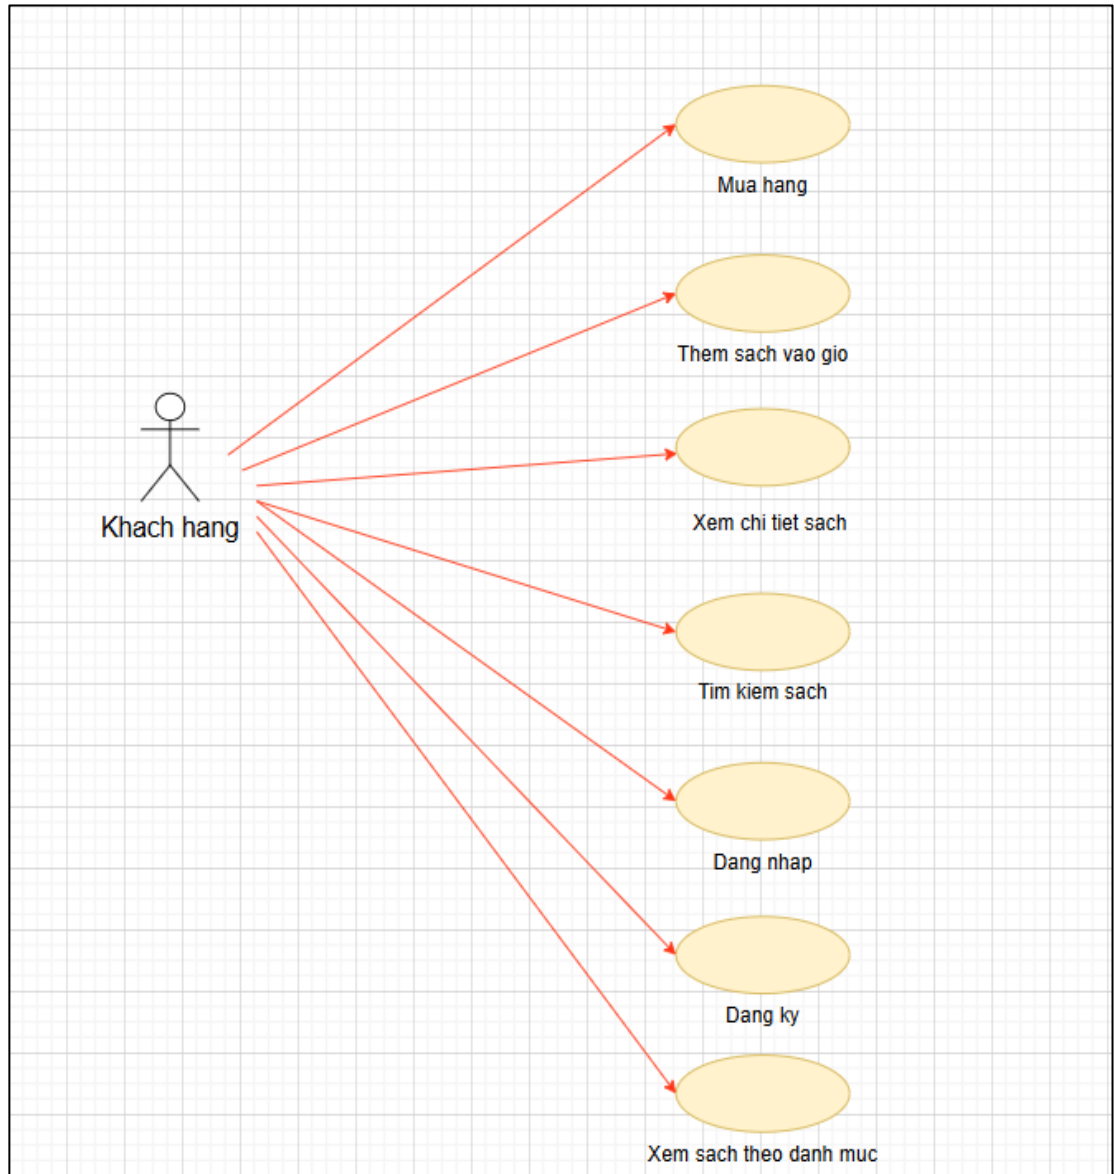 Mua hang
Them sach vao gio
Xem chi tiet sach
Khach hang
Tim kiem sach
Dang nhap
Dang ky
Xem sach theo danh muc